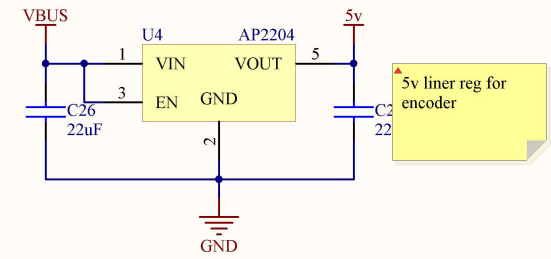 VBUS
5v
U4
AP2204
1
VIN
VOUT
5
3
EN
GND
C26
22uF
2
22
5v liner reg for
encoder
GND